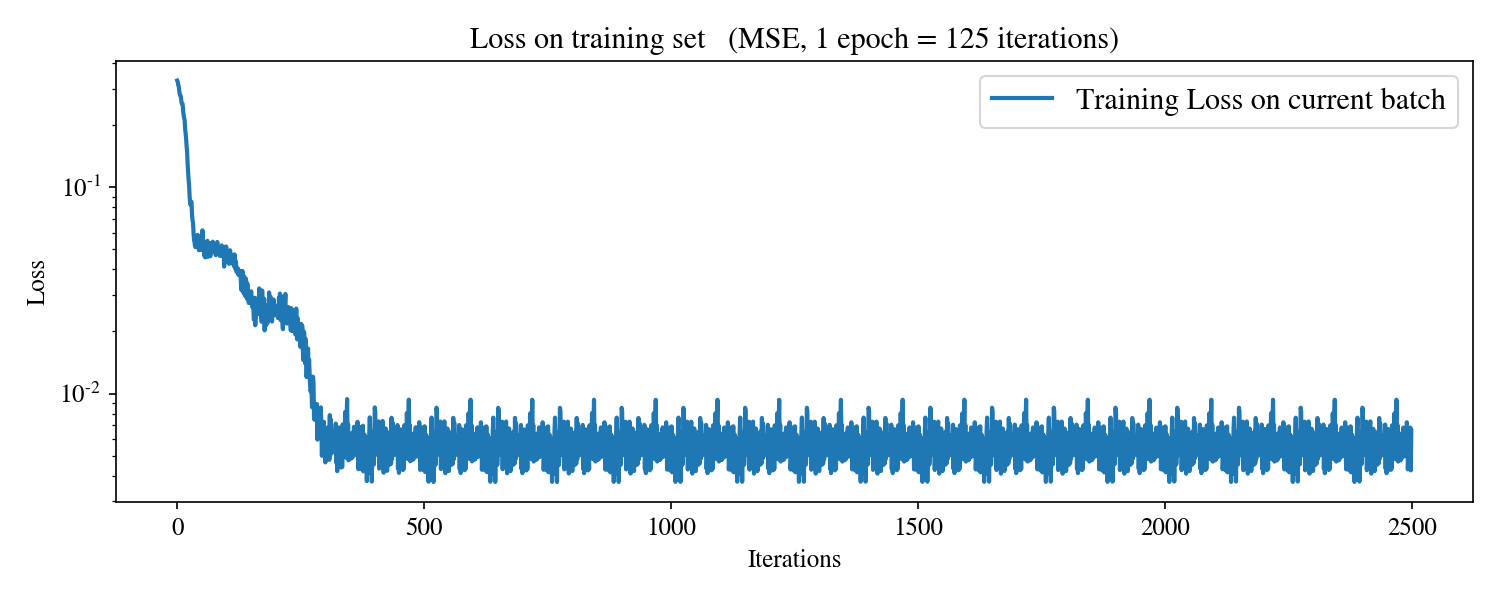 Loss on training set (MSE, 1 epoch = 125 iterations)
Training Loss on current batch
Loss
10-1
10-2
0
500
1000
1500
2000
2500
Iterations